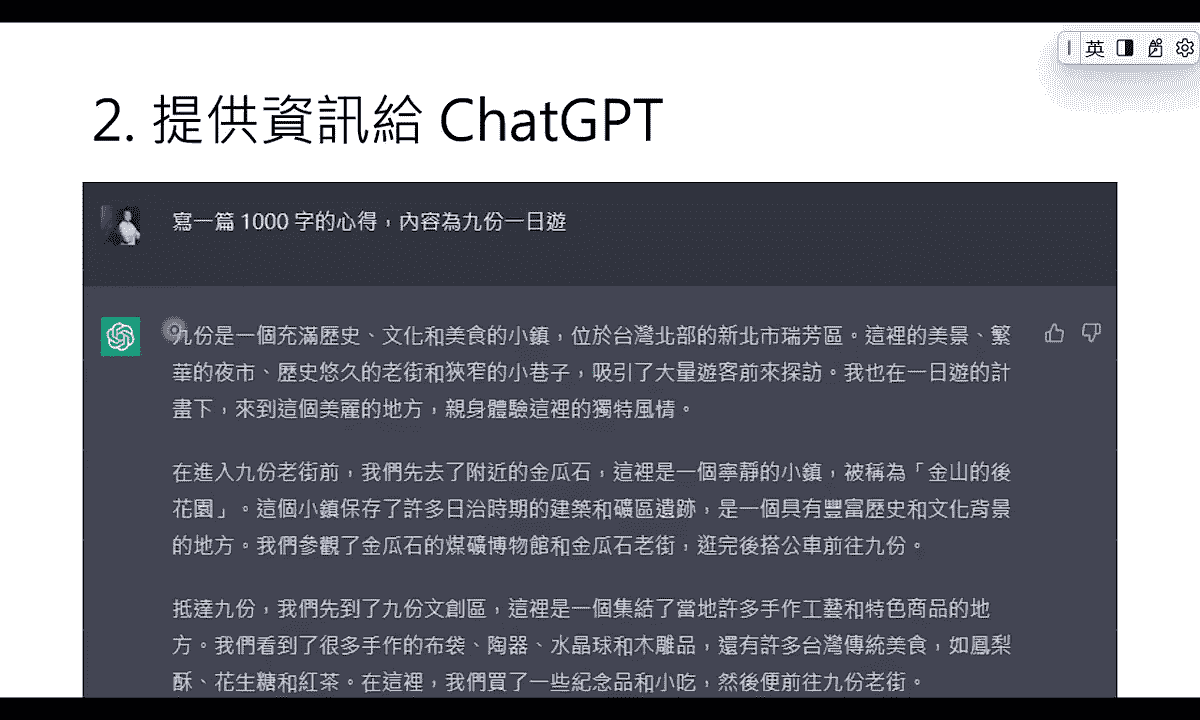 英
2. 提供資訊給 ChatGPT
寫一篇 1000 字的心得，內容為九份一日遊
九份是一個充滿歷史、文化和美食的小鎮，位於台灣北部的新北市瑞芳區。這裡的美景、繁
華的夜市、歷史悠久的老街和狹窄的小巷子，吸引了大量遊客前來探訪。我也在一日遊的計
畫下，來到這個美麗的地方，親身體驗這裡的獨特風情。
在進入九份老街前，我們先去了附近的金瓜石，這裡是一個寧靜的小鎮，被稱為「金山的後
花園」。這個小鎮保存了許多日治時期的建築和礦區遺跡，是一個具有豐富歷史和文化背景
的地方。我們參觀了金瓜石的煤礦博物館和金瓜石老街，逛完後搭公車前往九份。
抵達九份，我們先到了九份文創區，這裡是一個集結了當地許多手作工藝和特色商品的地
方。我們看到了很多手作的布袋、陶器、水晶球和木雕品，還有許多台灣傳統美食，如鳳梨
酥、花生糖和紅茶。在這裡，我們買了一些紀念品和小吃，然後便前往九份老街。